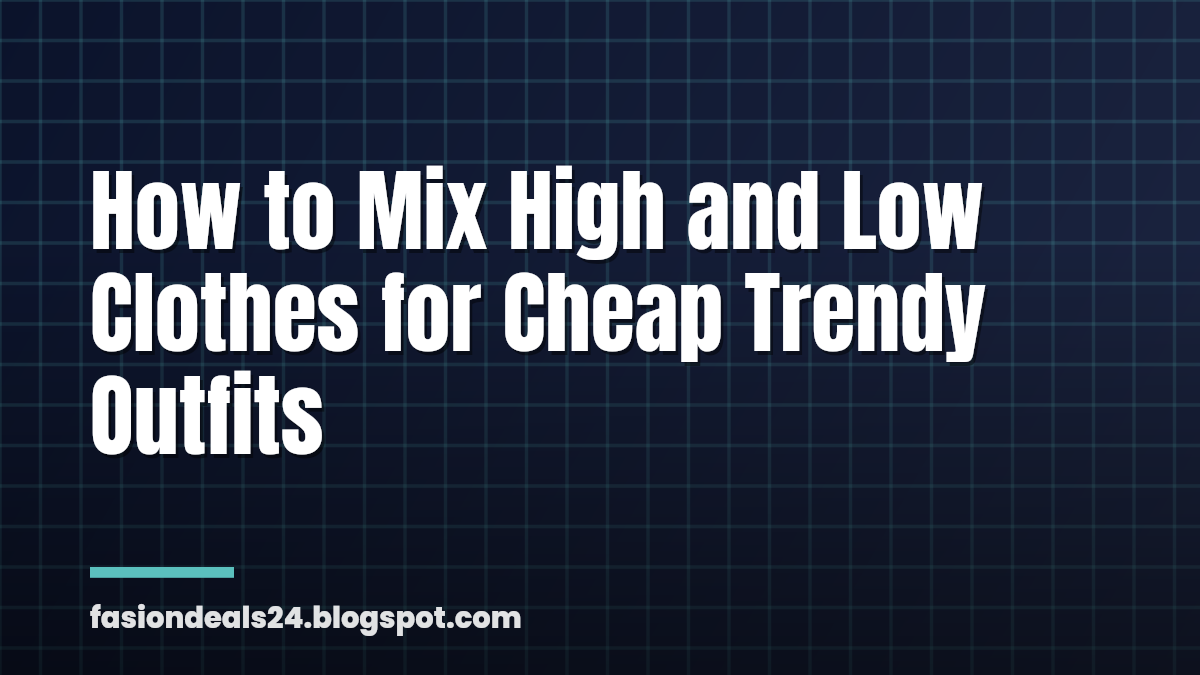 How to Mix High and Low
Clothes for Cheap Trendy
Outfits
fasiondeals24.blogspot.com